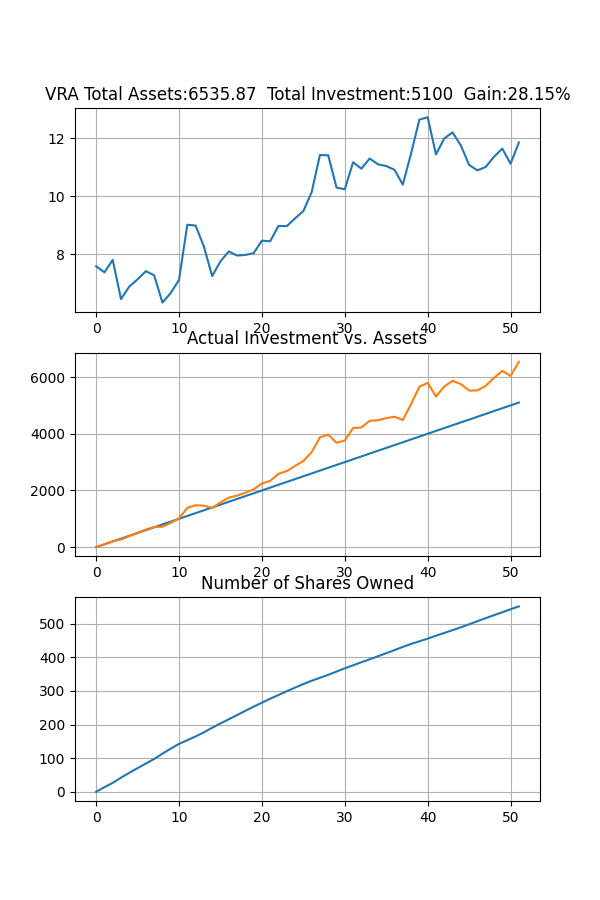 VRA Total Assets:6535.87  Total Investment:5100  Gain:28.15%
12
10
8
0 10 20 30 40 50
Actual Investment vs. Assets
6000
4000
2000
0
0 10 20 30 40 50
Number of Shares Owned
500
400
300
200
100
0
0 10 20 30 40 50